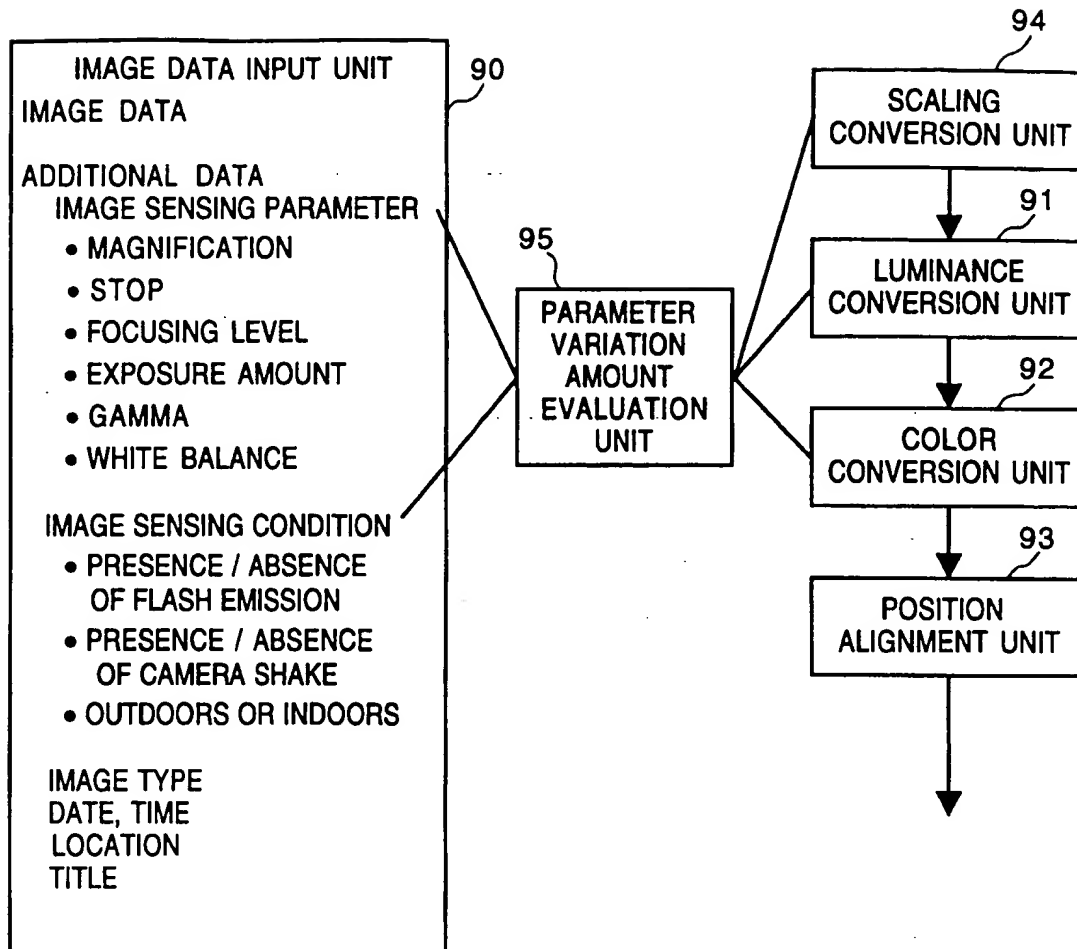 IMAGE DATA INPUT UNIT
90
IMAGE DATA
ADDITIONAL DATA
IMAGE SENSING PARAMETER
• MAGNIFICATION
• STOP
• FOCUSING LEVEL
• EXPOSURE AMOUNT
• GAMMA
• WHITE BALANCE
IMAGE SENSING CONDITION
• PRESENCE / ABSENCE
OF FLASH EMISSION
• PRESENCE / ABSENCE
OF CAMERA SHAKE
• OUTDOORS OR INDOORS
IMAGE TYPE
DATE, TIME
LOCATION
TITLE
95
PARAMETER
VARIATION
AMOUNT
EVALUATION
UNIT
94
SCALING
CONVERSION UNIT
91
LUMINANCE
CONVERSION UNIT
92
COLOR
CONVERSION UNIT
93
POSITION
ALIGNMENT UNIT